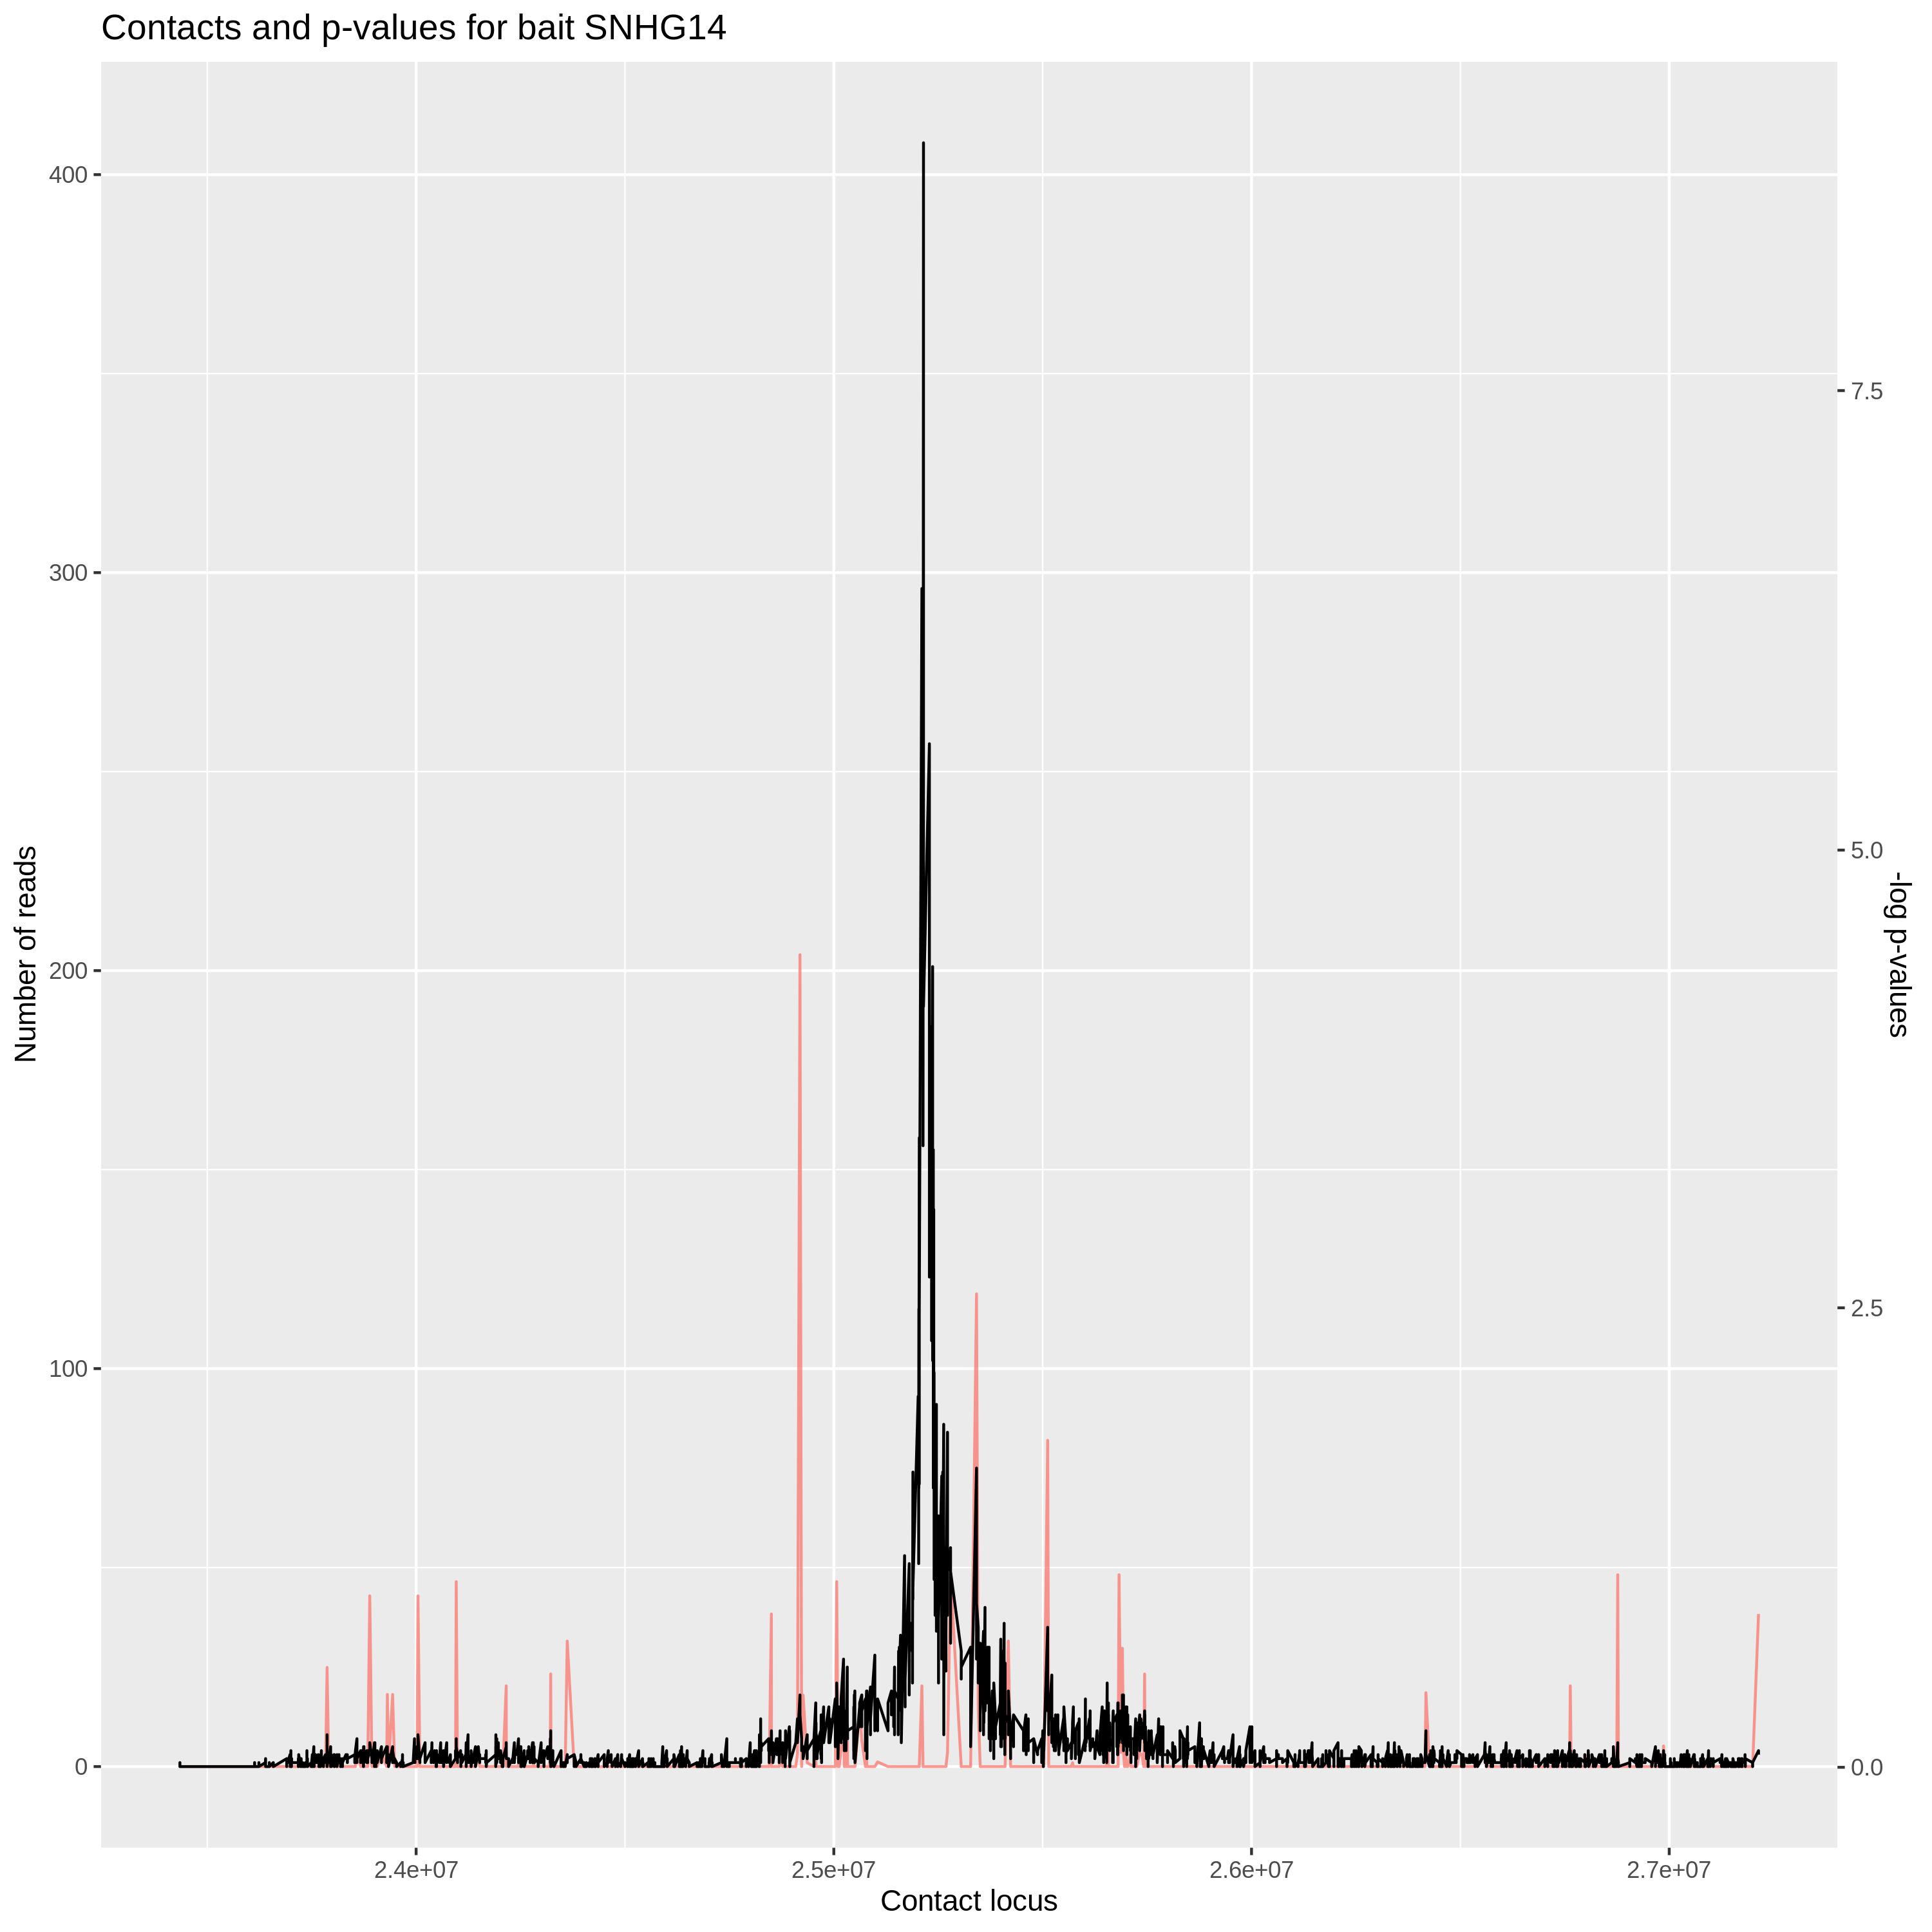 Contacts and p-values for bait SNHG14
400
300
200
100
0
Number of reads
7.5
5.0
2.5
0.0
-log p-values
2.4e+07
2.5e+07
2.6e+07
2.7e+07
Contact locus